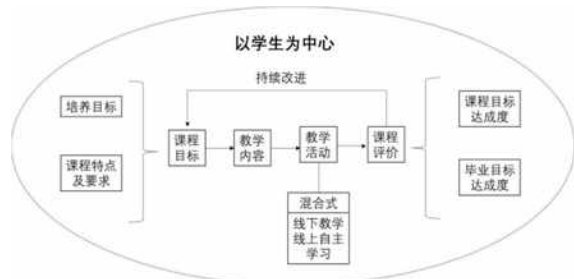 以学生为中心
持续改进
培养目标
课程特点
及要求
课程
目标
教学
内容
教学
活动
课程
评价
混合式
线下教学
线上自主
学习
课程目标
达成度
毕业目标
达成度